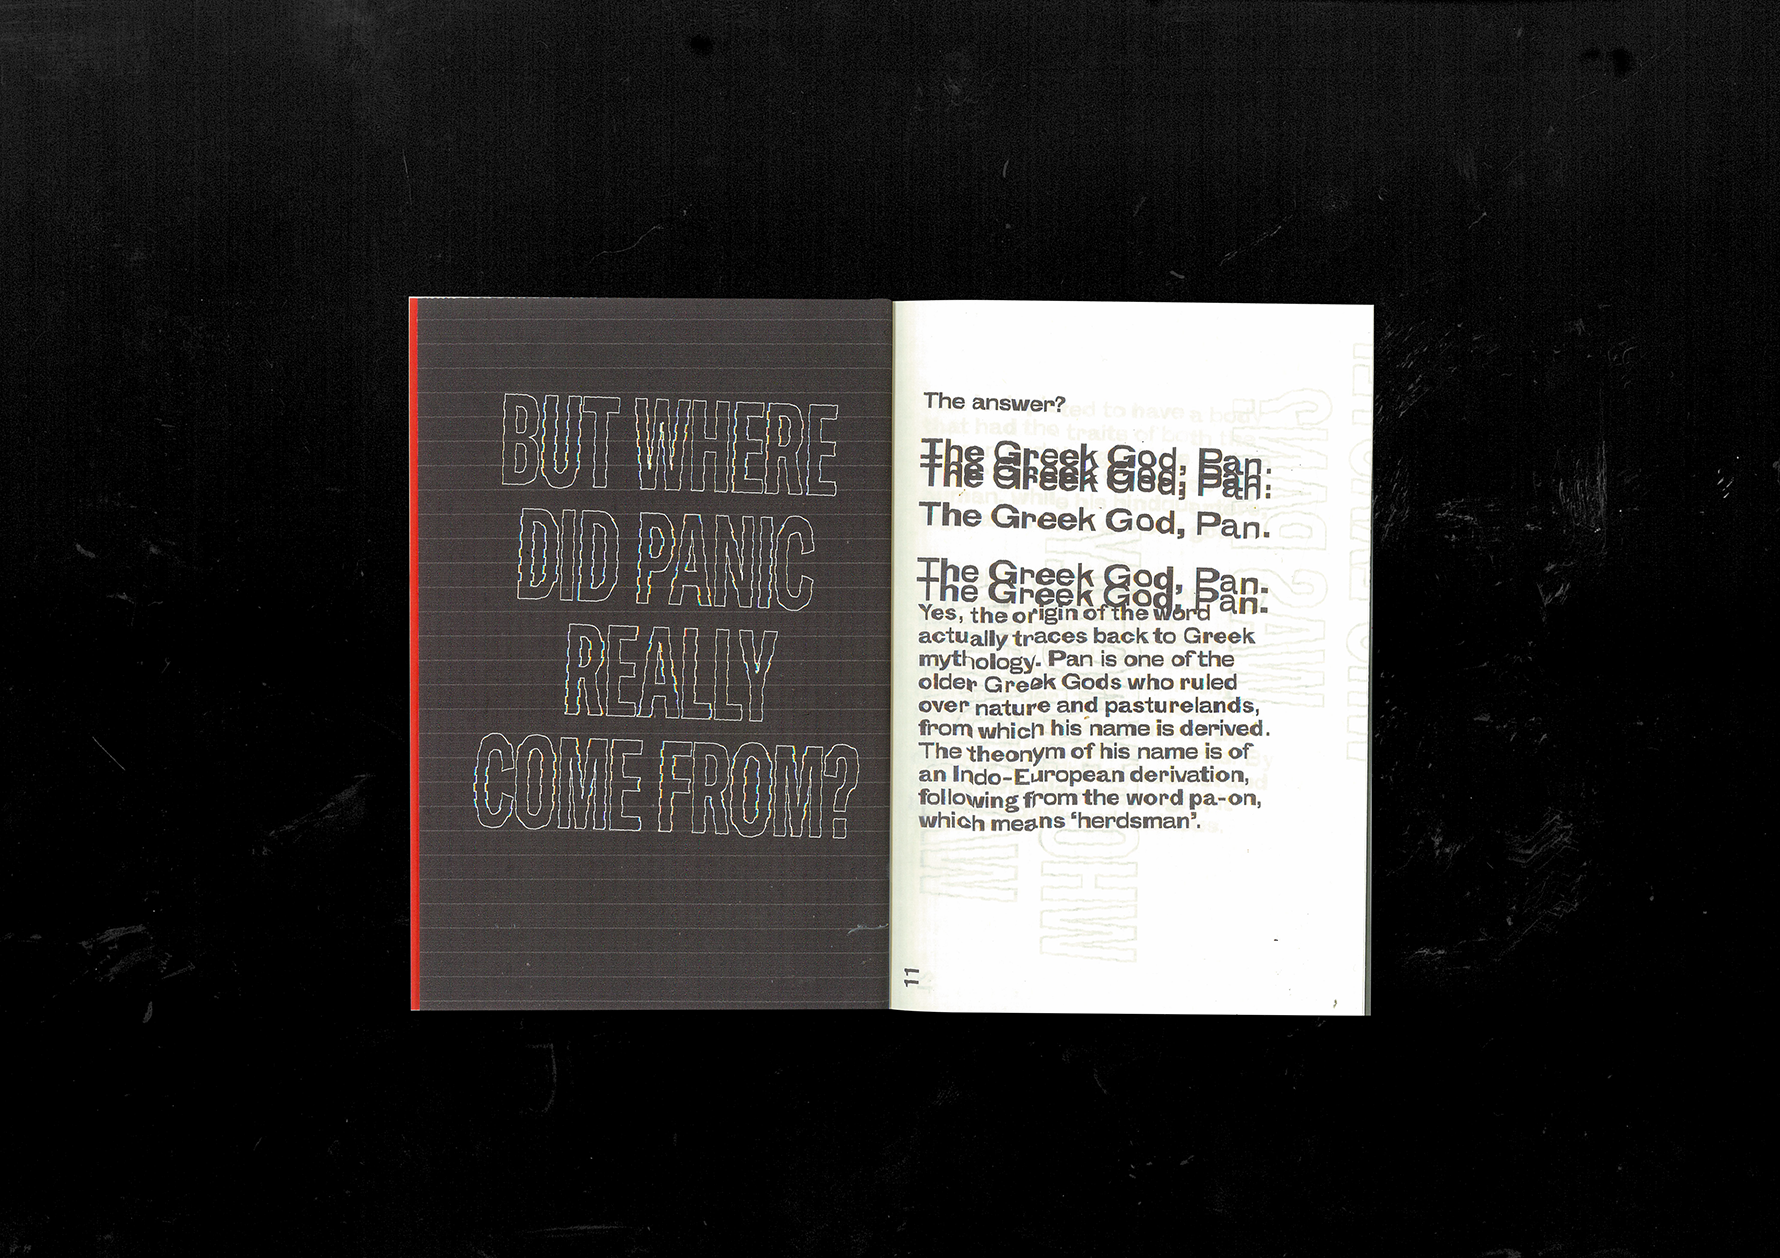 BUT WHERE
DID PANIC
REALLY
COME FROM?
The answer?
The Greek God, Pan.
The Greek God, Pan.
The Greek God, Pan.
The Greek God, Pan.
The Greek God, Pan.
Yes, the origin of the word
actually traces back to Greek
mythology. Pan is one of the
older Greek Gods who ruled
over nature and pasturelands,
from which his name is derived.
The theonym of his name is of
an Indo-European derivation,
following from the word pa-on,
which means ‘herdsman’.
11